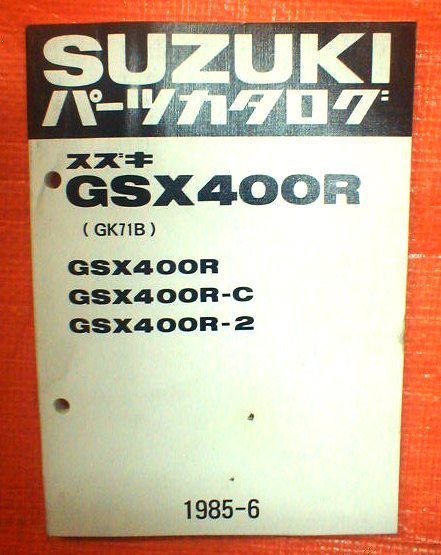 SUZUKI
パーツカタログ
スズキ
GSX400R
(GK71B)
GSX400R
GSX400R-C
GSX400R-2
1985-6